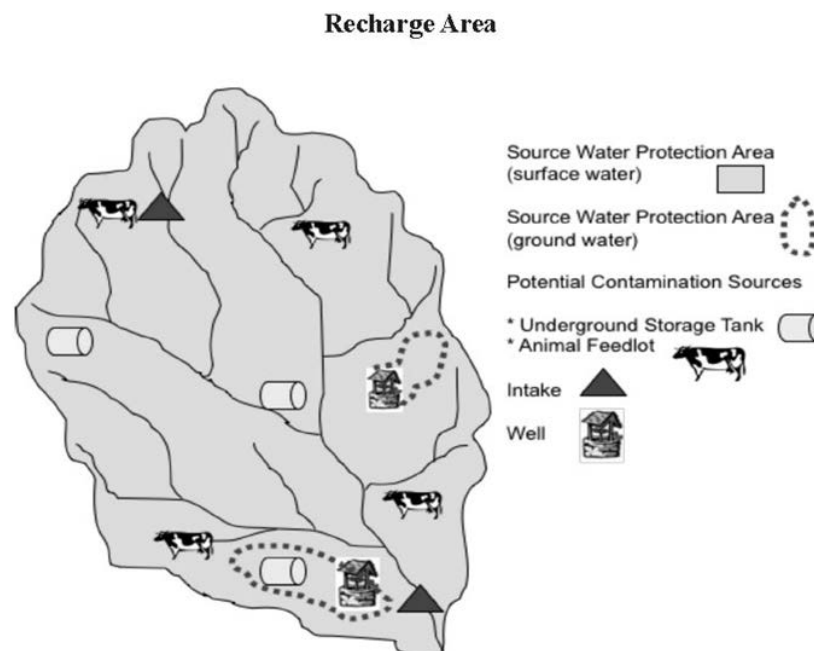 Recharge Area
Source Water Protection Area
(surface water)
Source Water Protection Area
(ground water)
Potential Contamination Sources
* Underground Storage Tank
* Animal Feedlot
Intake
Well